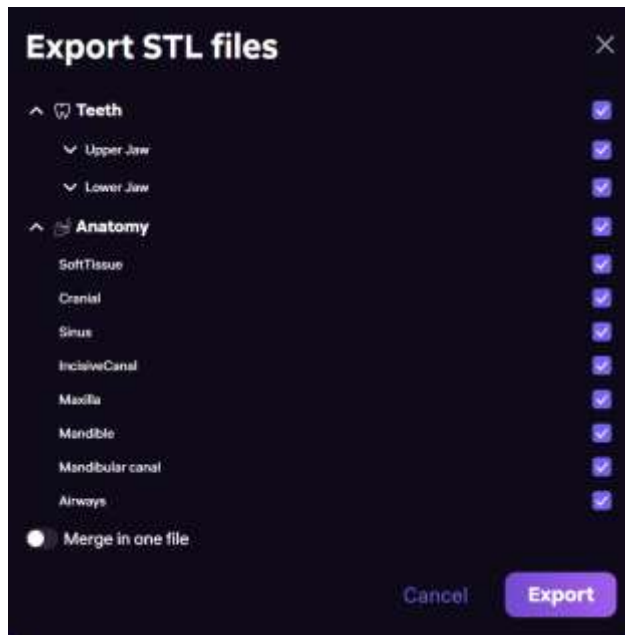 Export STL files
Teeth
Upper Jaw
Lower Jaw
Anatomy
SoftTissue
Cranial
Sinus
IncisiveCanal
Maxilla
Mandible
Mandibular canal
Airways
Merge in one file
Cancel
Export